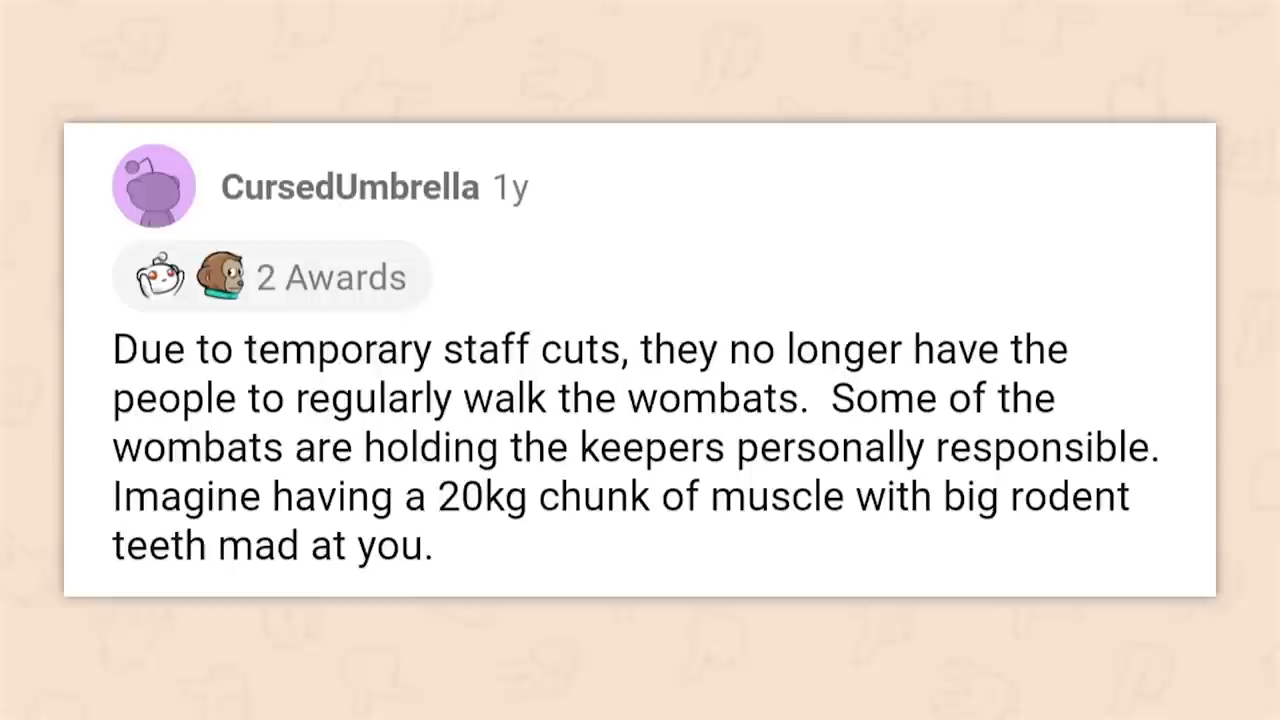 CursedUmbrella 1y
2 Awards
Due to temporary staff cuts, they no longer have the
people to regularly walk the wombats.  Some of the
wombats are holding the keepers personally responsible.
Imagine having a 20kg chunk of muscle with big rodent
teeth mad at you.